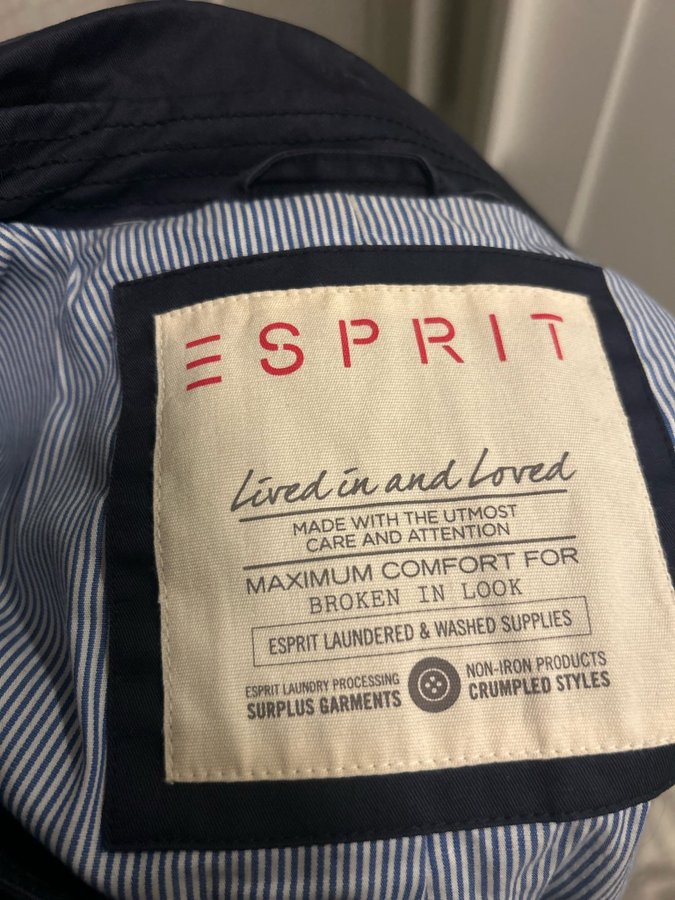 ESPRIT
Lived in and Loved
MADE WITH THE UTMOST
CARE AND ATTENTION
MAXIMUM COMFORT FOR
BROKEN IN LOOK
ESPRIT LAUNDERED & WASHED SUPPLIES
ESPRIT LAUNDRY PROCESSING
SURPLUS GARMENTS
NON-IRON PRODUCTS
CRUMPLED STYLES